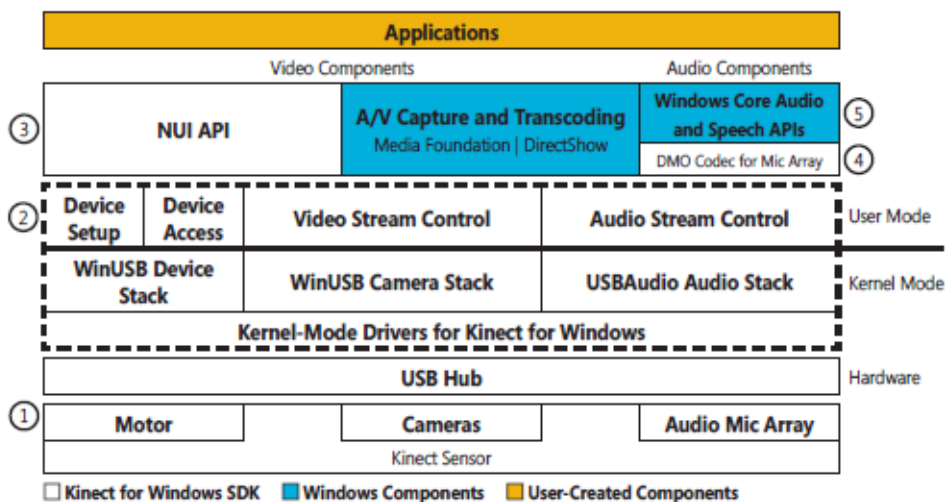 Applications
Video Components Audio Components
③ NUI API
A/V Capture and Transcoding
Media Foundation | DirectShow
Windows Core Audio
and Speech APIs
⑤
DMO Codec for Mic Array
④
②
Device
Setup
Device
Access
Video Stream Control
Audio Stream Control
User Mode
WinUSB Device
Stack
WinUSB Camera Stack
USBAudio Audio Stack
Kernel Mode
Kernel-Mode Drivers for Kinect for Windows
USB Hub
Hardware
①
Motor
Cameras
Audio Mic Array
Kinect Sensor
Kinect for Windows SDK Windows Components User-Created Components